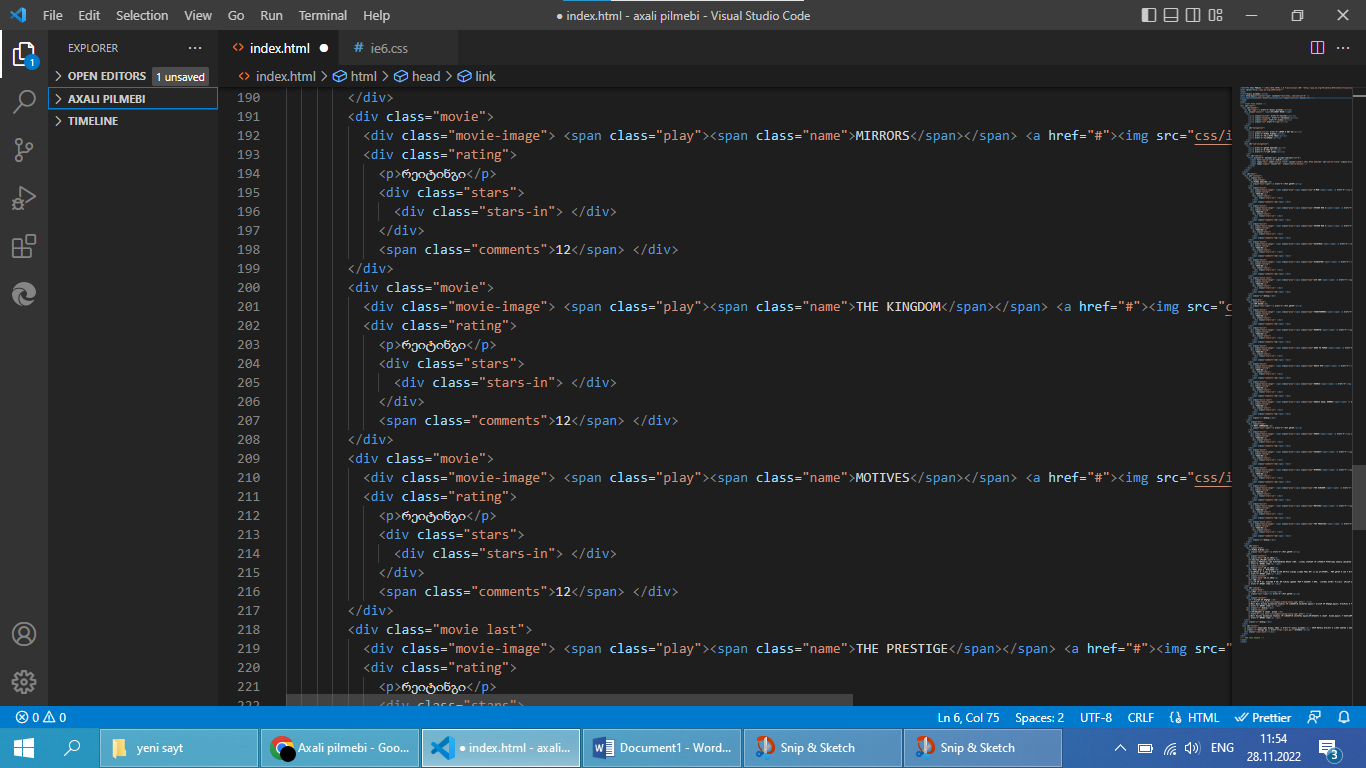 File Edit Selection View Go Run Terminal Help
● index.html - axali pilmebi - Visual Studio Code
EXPLORER
OPEN EDITORS 1 unsaved
AXALI PILMEBI
TIMELINE
1
index.html ●
# ie6.css
index.html > html > head > link
190 </div>
191 <div class="movie">
192 <div class="movie-image"> <span class="play"><span class="name">MIRRORS</span></span> <a href="#"><img src="css/i
193 <div class="rating">
194 <p>რეიტინგი</p>
195 <div class="stars">
196 <div class="stars-in"> </div>
197 </div>
198 <span class="comments">12</span> </div>
199 </div>
200 <div class="movie">
201 <div class="movie-image"> <span class="play"><span class="name">THE KINGDOM</span></span> <a href="#"><img src="c
202 <div class="rating">
203 <p>რეიტინგი</p>
204 <div class="stars">
205 <div class="stars-in"> </div>
206 </div>
207 <span class="comments">12</span> </div>
208 </div>
209 <div class="movie">
210 <div class="movie-image"> <span class="play"><span class="name">MOTIVES</span></span> <a href="#"><img src="css/i
211 <div class="rating">
212 <p>რეიტინგი</p>
213 <div class="stars">
214 <div class="stars-in"> </div>
215 </div>
216 <span class="comments">12</span> </div>
217 </div>
218 <div class="movie last">
219 <div class="movie-image"> <span class="play"><span class="name">THE PRESTIGE</span></span> <a href="#"><img src="
220 <div class="rating">
221 <p>რეიტინგი</p>
222 <div class="stars">
0 0 Ln 6, Col 75 Spaces: 2 UTF-8 CRLF HTML Prettier
yeni sayt
Axali pilmebi - Goo...
● index.html - axali...
Document1 - Word...
Snip & Sketch
Snip & Sketch
ENG
11:54
28.11.2022
3